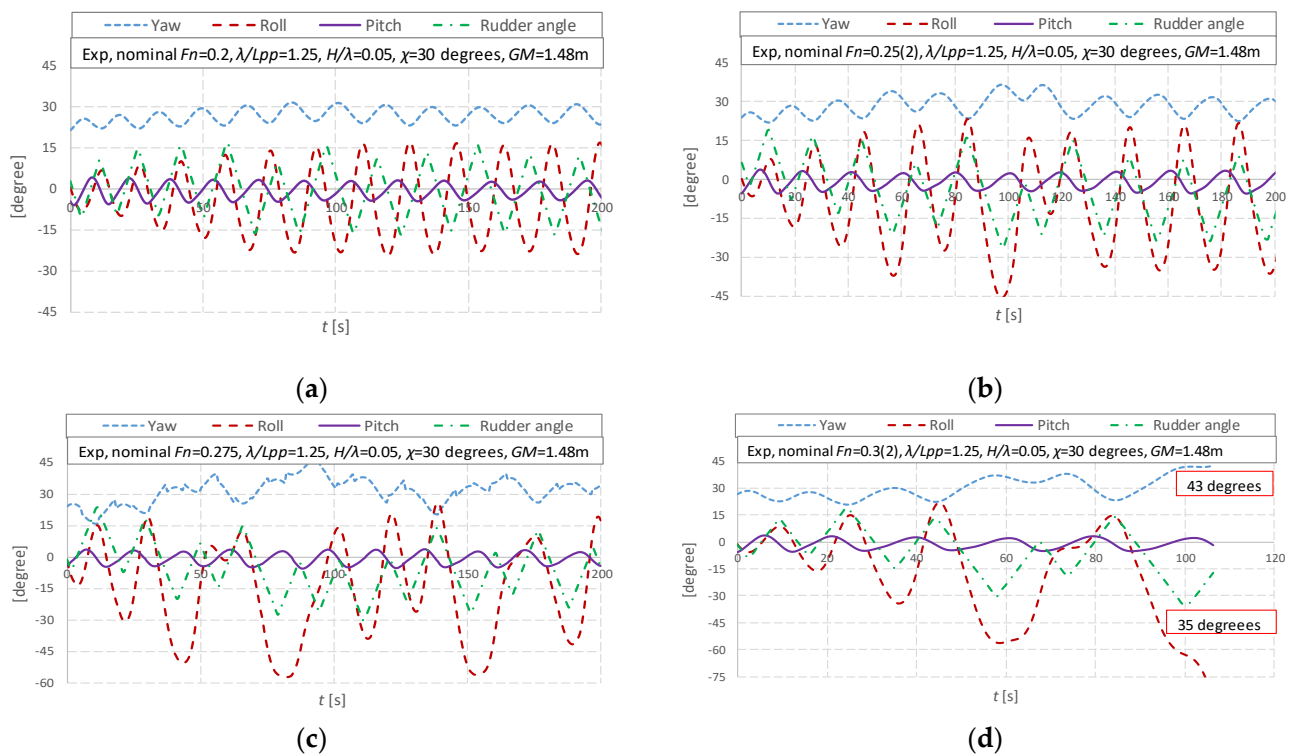 Yaw Roll Pitch Rudder angle
Exp, nominal Fn=0.2, λ/Lpp=1.25, H/λ=0.05, χ=30 degrees, GM=1.48m
45
30
15
0
-15
-30
-45
[degree]
0 50 100 150 200
t [s]
(a)
Yaw Roll Pitch Rudder angle
Exp, nominal Fn=0.25(2), λ/Lpp=1.25, H/λ=0.05, χ=30 degrees, GM=1.48m
45
30
15
0
-15
-30
-45
[degree]
0 20 40 60 80 100 120 140 160 180 200
t [s]
(b)
Yaw Roll Pitch Rudder angle
Exp, nominal Fn=0.275, λ/Lpp=1.25, H/λ=0.05, χ=30 degrees, GM=1.48m
45
30
15
0
-15
-30
-45
-60
[degree]
0 50 100 150 200
t [s]
(c)
Yaw Roll Pitch Rudder angle
Exp, nominal Fn=0.3(2), λ/Lpp=1.25, H/λ=0.05, χ=30 degrees, GM=1.48m
45
30
15
0
-15
-30
-45
-60
-75
[degree]
0 20 40 60 80 100 120
43 degrees
35 degreees
t [s]
(d)